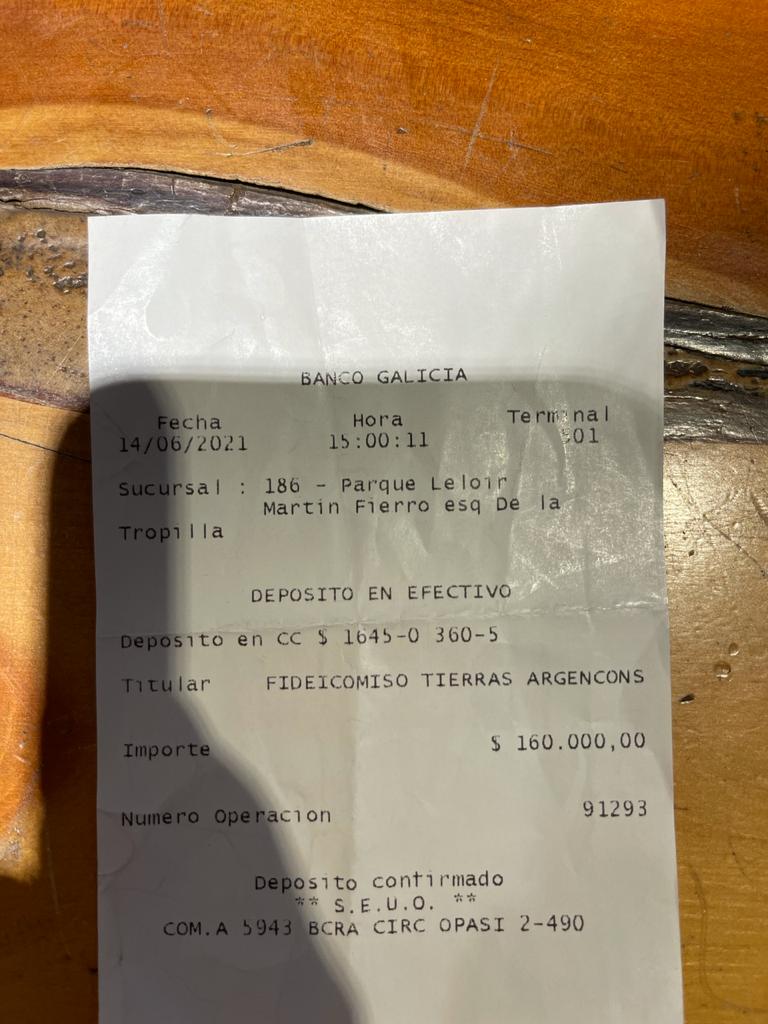 BANCO GALICIA
Fecha Hora Terminal
14/06/2021 15:00:11
Sucursal : 186 - Parque Leloir
Martin Fierro esq De la
Tropilla
DEPOSITO EN EFECTIVO
Deposito en CC $ 1645-0 360-5
Titular FIDEICOMISO TIERRAS ARGENCONS
Importe $ 160.000,00
Numero Operacion 91293
Deposito confirmado
** S.E.U.O. **
COM.A 5943 BCRA CIRC OPASI 2-490